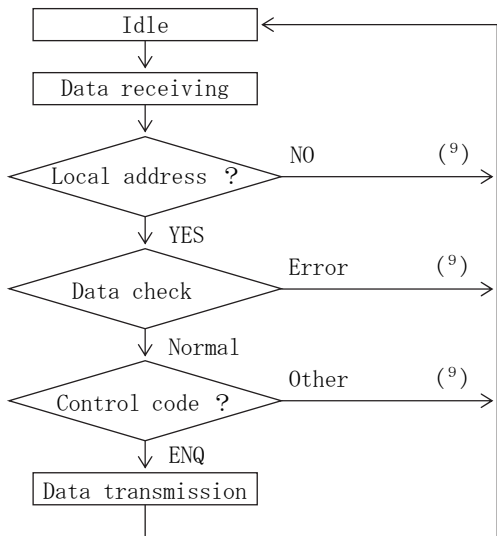 Idle
Data receiving
Local address ?
NO (⁹)
YES
Data check
Error (⁹)
Normal
Control code ?
Other (⁹)
ENQ
Data transmission